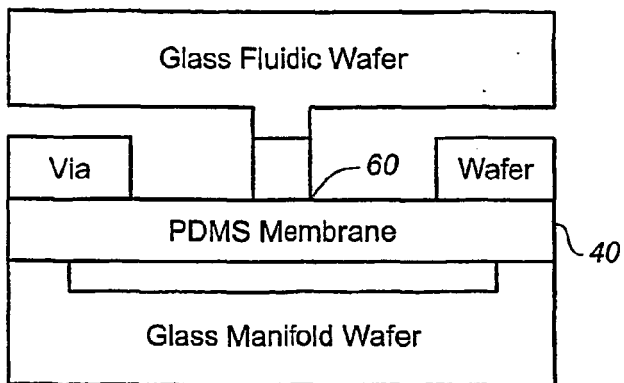 Glass Fluidic Wafer
Via
60
Wafer
PDMS Membrane
40
Glass Manifold Wafer